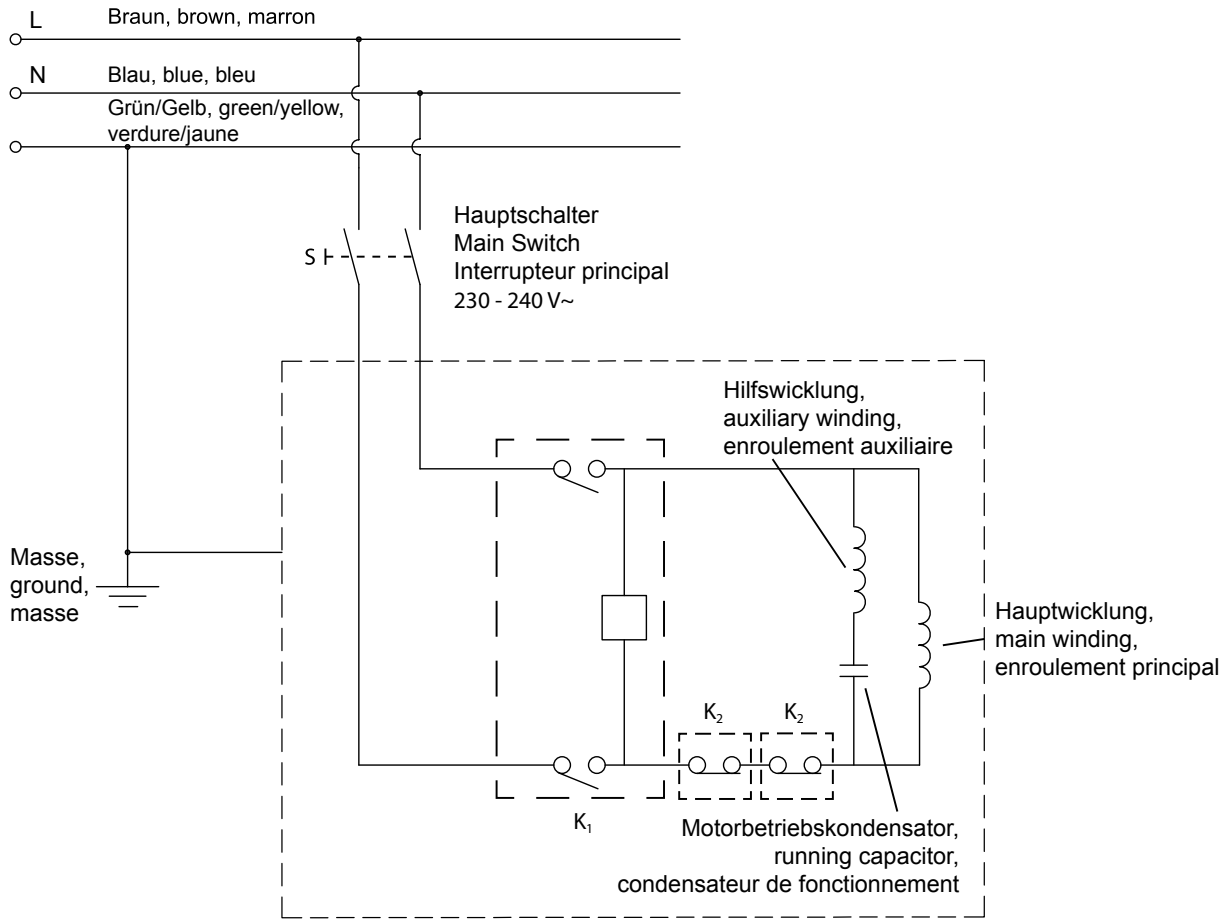 L
Braun, brown, marron
N
Blau, blue, bleu
Grün/Gelb, green/yellow,
verdure/jaune
Hauptschalter
Main Switch
Interrupteur principal
230 - 240 V~
S
Hilfswicklung,
auxiliary winding,
enroulement auxiliaire
Masse,
ground,
masse
Hauptwicklung,
main winding,
enroulement principal
K₂
K₂
K₁
Motorbetriebskondensator,
running capacitor,
condensateur de fonctionnement